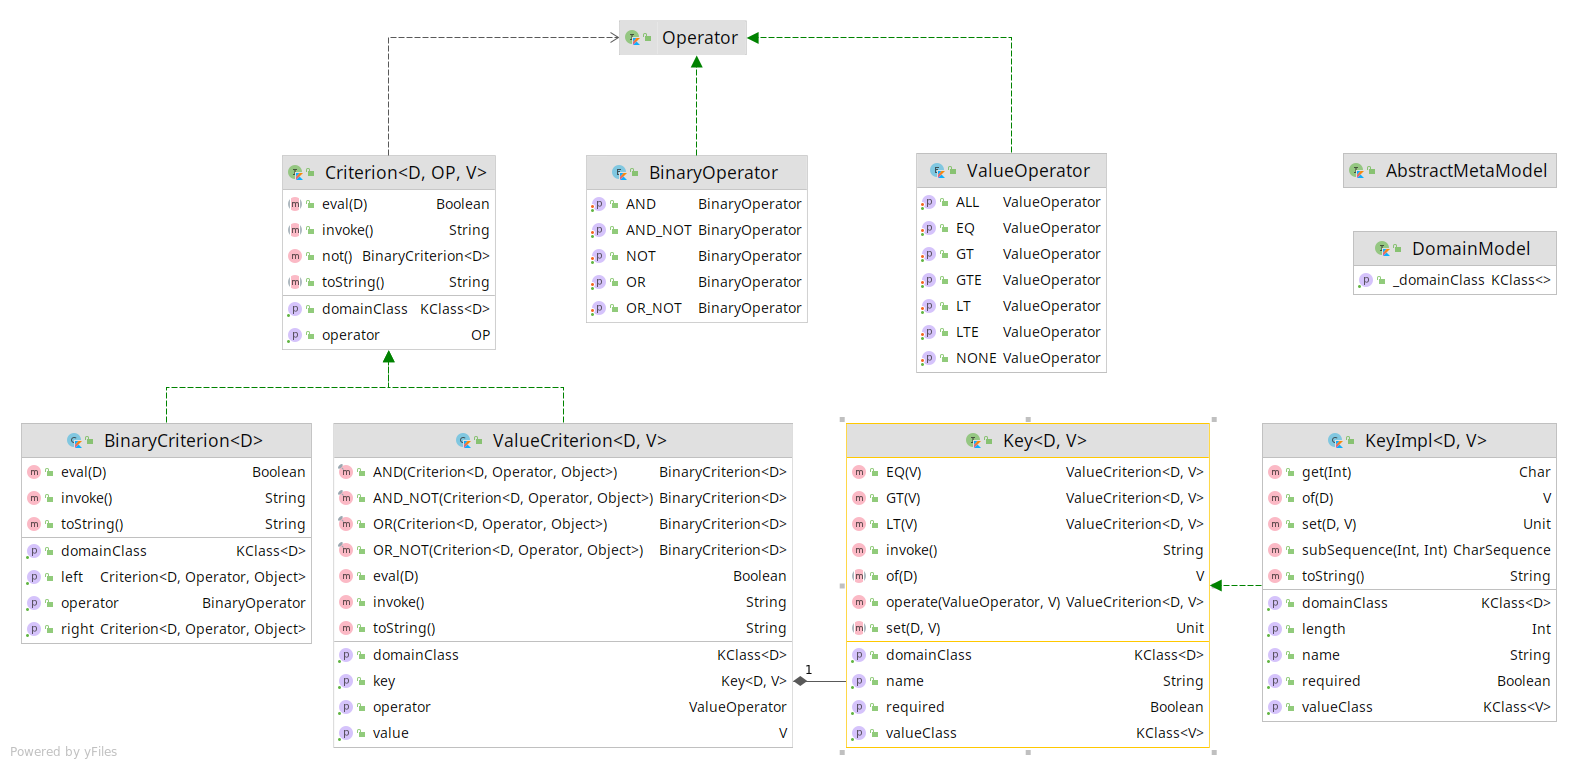 Operator
Criterion<D, OP, V>
eval(D) Boolean
invoke() String
not() BinaryCriterion<D>
toString() String
domainClass KClass<D>
operator OP
BinaryOperator
AND BinaryOperator
AND_NOT BinaryOperator
NOT BinaryOperator
OR BinaryOperator
OR_NOT BinaryOperator
ValueOperator
ALL ValueOperator
EQ ValueOperator
GT ValueOperator
GTE ValueOperator
LT ValueOperator
LTE ValueOperator
NONE ValueOperator
AbstractMetaModel
DomainModel
_domainClass KClass<>
BinaryCriterion<D>
eval(D) Boolean
invoke() String
toString() String
domainClass KClass<D>
left Criterion<D, Operator, Object>
operator BinaryOperator
right Criterion<D, Operator, Object>
ValueCriterion<D, V>
AND(Criterion<D, Operator, Object>) BinaryCriterion<D>
AND_NOT(Criterion<D, Operator, Object>) BinaryCriterion<D>
OR(Criterion<D, Operator, Object>) BinaryCriterion<D>
OR_NOT(Criterion<D, Operator, Object>) BinaryCriterion<D>
eval(D) Boolean
invoke() String
toString() String
domainClass KClass<D>
key Key<D, V>
operator ValueOperator
value V
1
Key<D, V>
EQ(V) ValueCriterion<D, V>
GT(V) ValueCriterion<D, V>
LT(V) ValueCriterion<D, V>
invoke() String
of(D) V
operate(ValueOperator, V) ValueCriterion<D, V>
set(D, V) Unit
domainClass KClass<D>
name String
required Boolean
valueClass KClass<V>
KeyImpl<D, V>
get(Int) Char
of(D) V
set(D, V) Unit
subSequence(Int, Int) CharSequence
toString() String
domainClass KClass<D>
length Int
name String
required Boolean
valueClass KClass<V>
Powered by yFiles